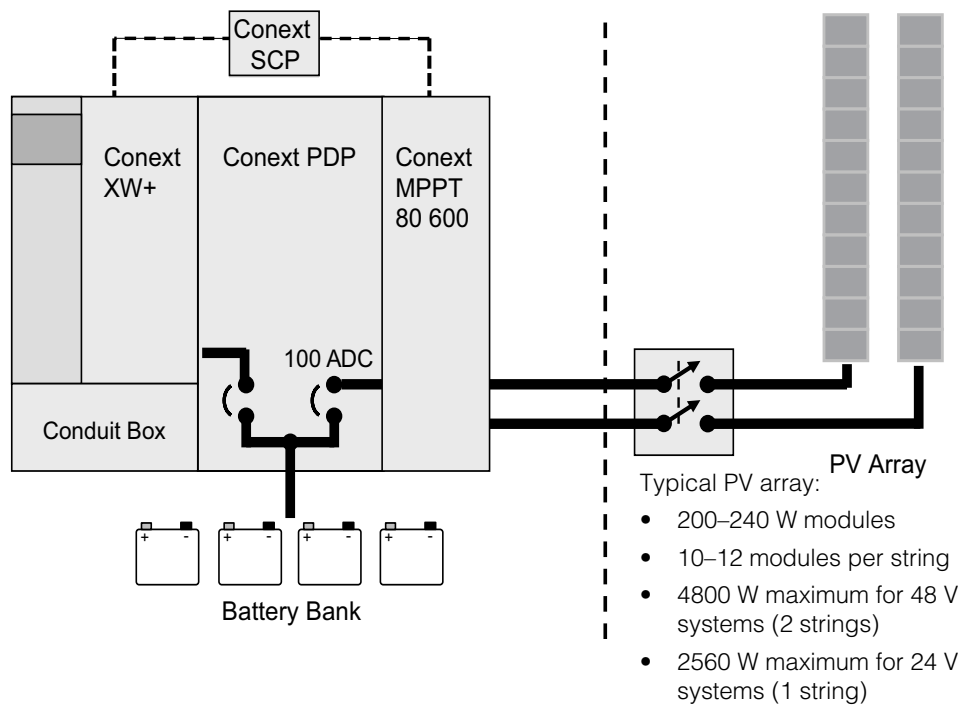 Conext
SCP
Conext
XW+
Conext PDP
Conext
MPPT
80 600
100 ADC
Conduit Box
+ -
+ -
+ -
+ -
Battery Bank
PV Array
Typical PV array:
• 200–240 W modules
• 10–12 modules per string
• 4800 W maximum for 48 V
systems (2 strings)
• 2560 W maximum for 24 V
systems (1 string)